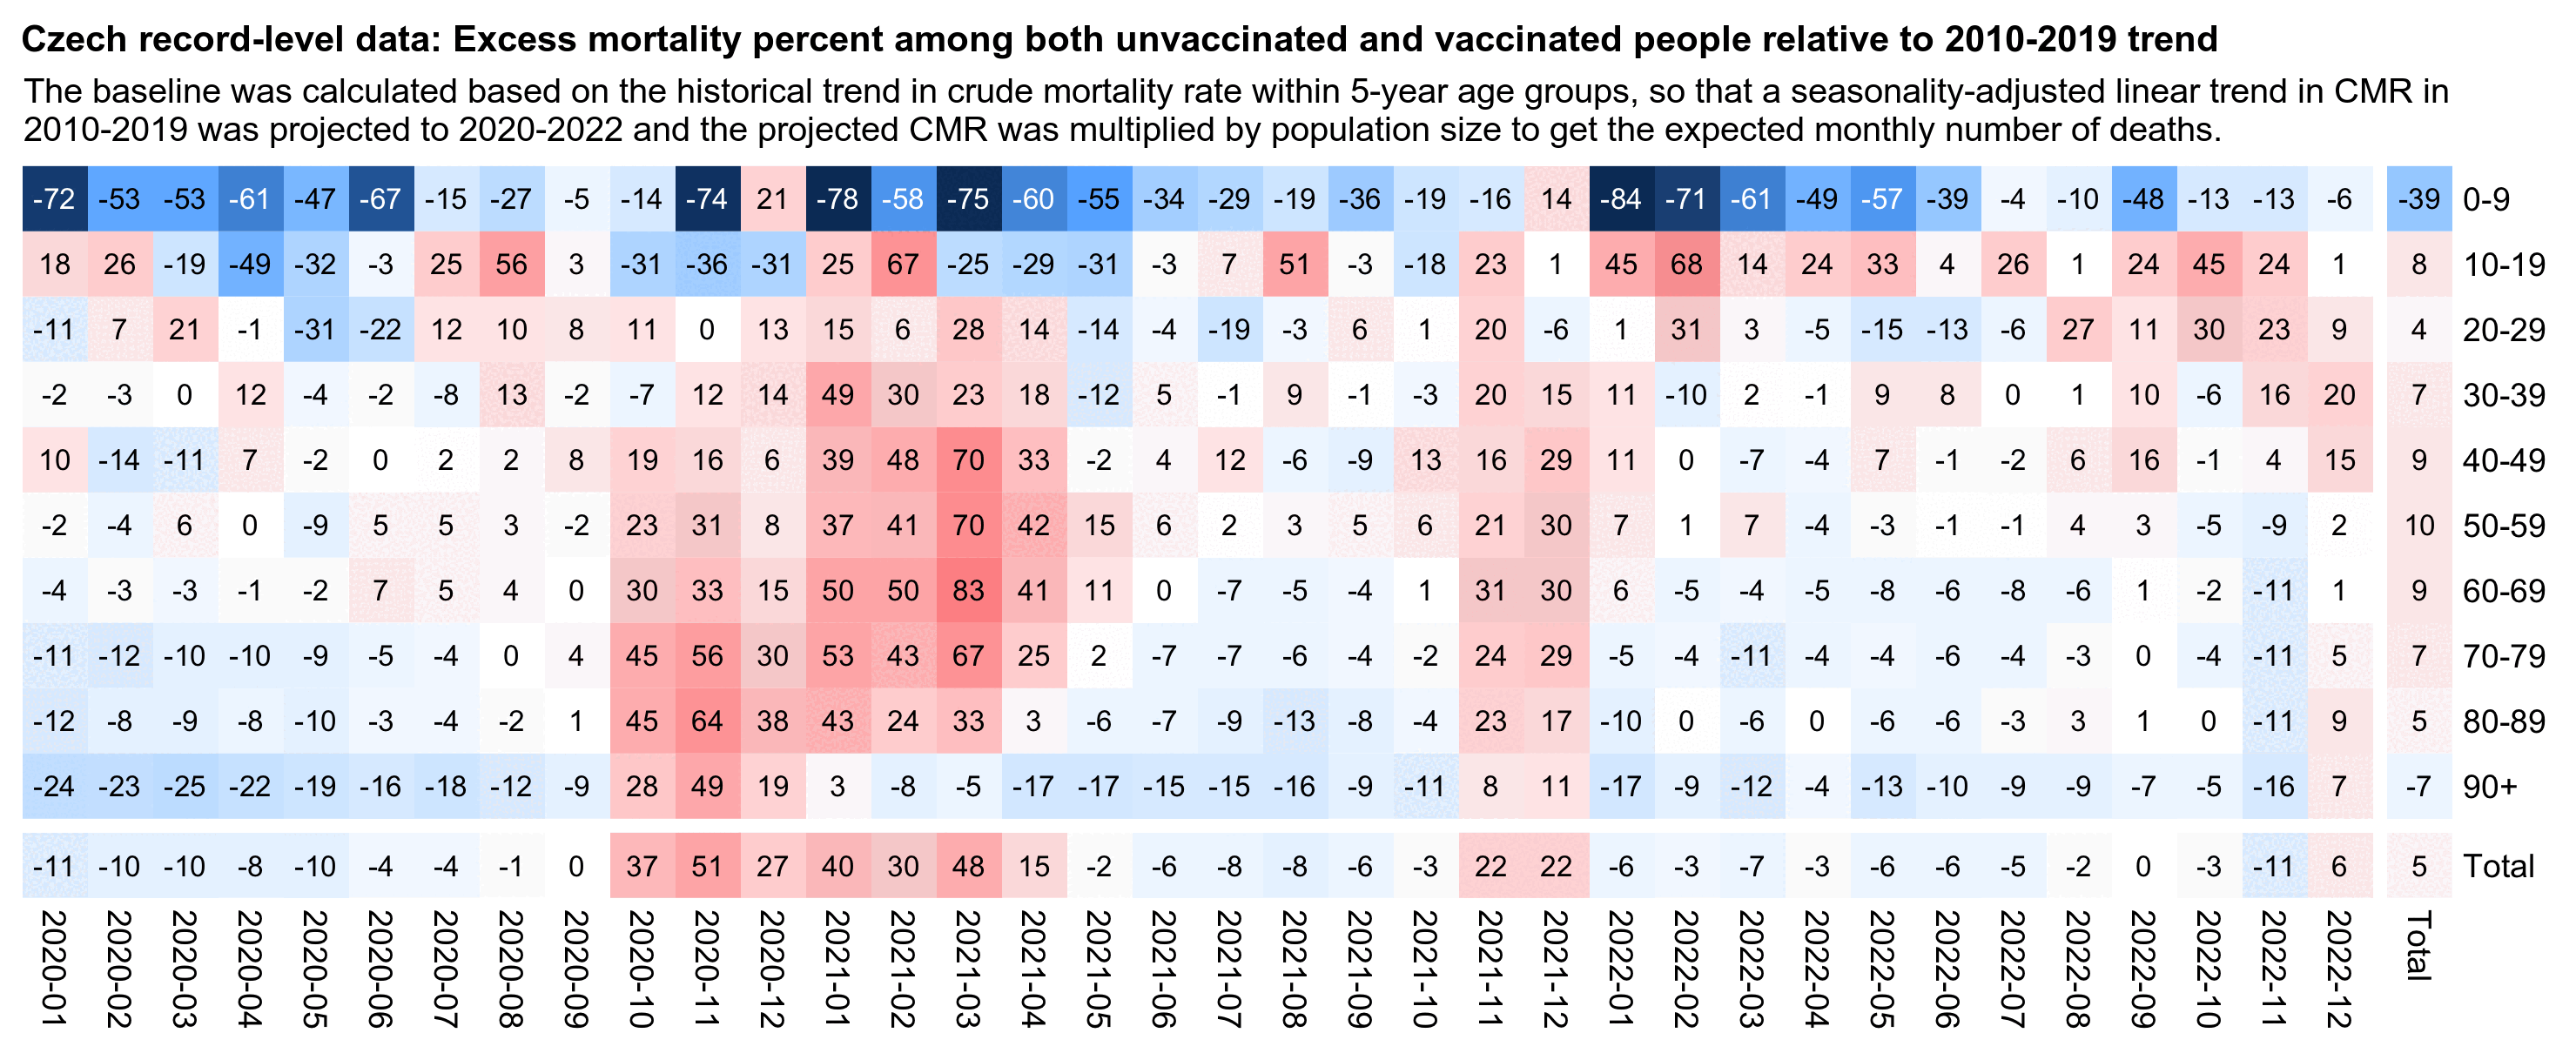 Czech record-level data: Excess mortality percent among both unvaccinated and vaccinated people relative to 2010-2019 trend
The baseline was calculated based on the historical trend in crude mortality rate within 5-year age groups, so that a seasonality-adjusted linear trend in CMR in
2010-2019 was projected to 2020-2022 and the projected CMR was multiplied by population size to get the expected monthly number of deaths.
-72 -53 -53 -61 -47 -67 -15 -27 -5 -14 -74 21 -78 -58 -75 -60 -55 -34 -29 -19 -36 -19 -16 14 -84 -71 -61 -49 -57 -39 -4 -10 -48 -13 -13 -6 -39 0-9
18 26 -19 -49 -32 -3 25 56 3 -31 -36 -31 25 67 -25 -29 -31 -3 7 51 -3 -18 23 1 45 68 14 24 33 4 26 1 24 45 24 1 8 10-19
-11 7 21 -1 -31 -22 12 10 8 11 0 13 15 6 28 14 -14 -4 -19 -3 6 1 20 -6 1 31 3 -5 -15 -13 -6 27 11 30 23 9 4 20-29
-2 -3 0 12 -4 -2 -8 13 -2 -7 12 14 49 30 23 18 -12 5 -1 9 -1 -3 20 15 11 -10 2 -1 9 8 0 1 10 -6 16 20 7 30-39
10 -14 -11 7 -2 0 2 2 8 19 16 6 39 48 70 33 -2 4 12 -6 -9 13 16 29 11 0 -7 -4 7 -1 -2 6 16 -1 4 15 9 40-49
-2 -4 6 0 -9 5 5 3 -2 23 31 8 37 41 70 42 15 6 2 3 5 6 21 30 7 1 7 -4 -3 -1 -1 4 3 -5 -9 2 10 50-59
-4 -3 -3 -1 -2 7 5 4 0 30 33 15 50 50 83 41 11 0 -7 -5 -4 1 31 30 6 -5 -4 -5 -8 -6 -8 -6 1 -2 -11 1 9 60-69
-11 -12 -10 -10 -9 -5 -4 0 4 45 56 30 53 43 67 25 2 -7 -7 -6 -4 -2 24 29 -5 -4 -11 -4 -4 -6 -4 -3 0 -4 -11 5 7 70-79
-12 -8 -9 -8 -10 -3 -4 -2 1 45 64 38 43 24 33 3 -6 -7 -9 -13 -8 -4 23 17 -10 0 -6 0 -6 -6 -3 3 1 0 -11 9 5 80-89
-24 -23 -25 -22 -19 -16 -18 -12 -9 28 49 19 3 -8 -5 -17 -17 -15 -15 -16 -9 -11 8 11 -17 -9 -12 -4 -13 -10 -9 -9 -7 -5 -16 7 -7 90+
-11 -10 -10 -8 -10 -4 -4 -1 0 37 51 27 40 30 48 15 -2 -6 -8 -8 -6 -3 22 22 -6 -3 -7 -3 -6 -6 -5 -2 0 -3 -11 6 5 Total
2020-01 2020-02 2020-03 2020-04 2020-05 2020-06 2020-07 2020-08 2020-09 2020-10 2020-11 2020-12 2021-01 2021-02 2021-03 2021-04 2021-05 2021-06 2021-07 2021-08 2021-09 2021-10 2021-11 2021-12 2022-01 2022-02 2022-03 2022-04 2022-05 2022-06 2022-07 2022-08 2022-09 2022-10 2022-11 2022-12 Total